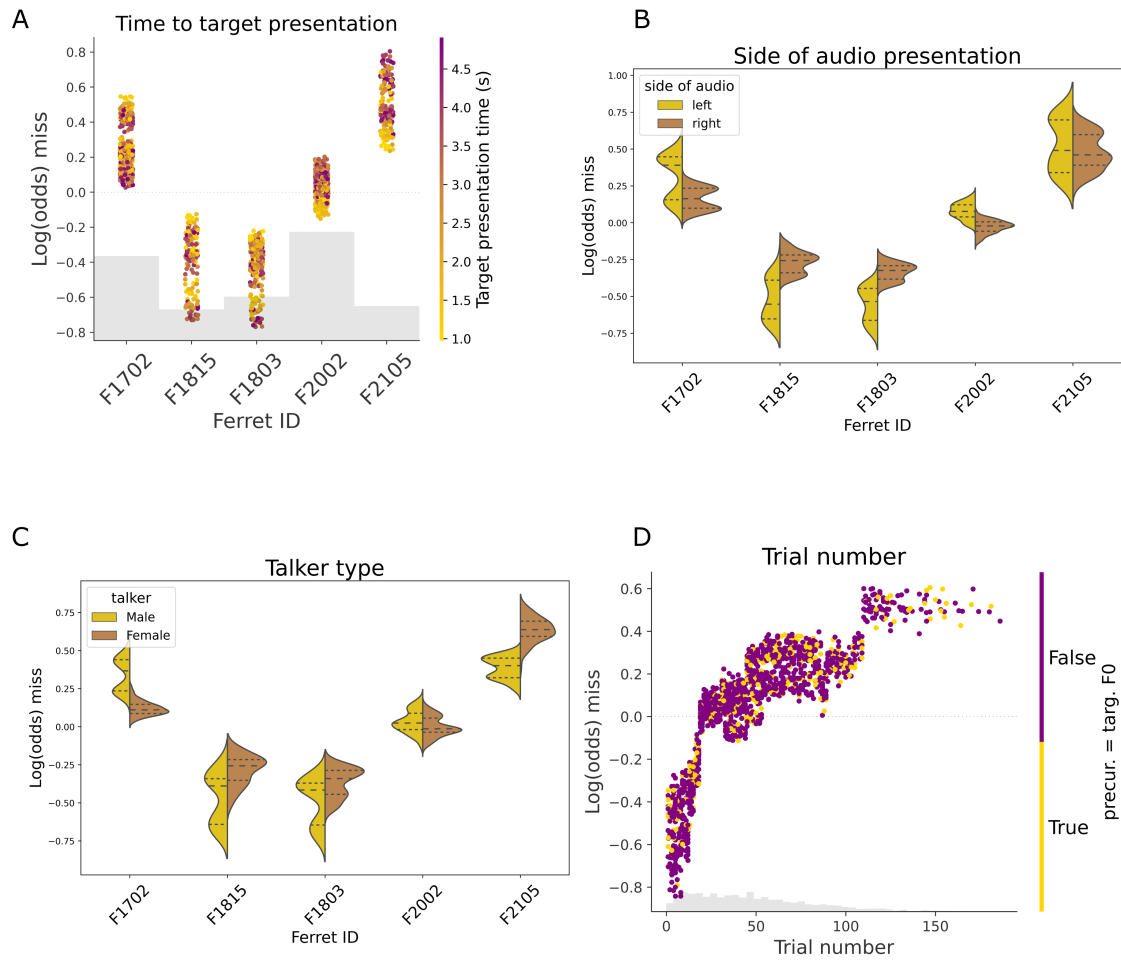 A
Time to target presentation
0.8
0.6
0.4
0.2
0.0
−0.2
−0.4
−0.6
−0.8
Log(odds) miss
F1702
F1815
F1803
F2002
F2105
Ferret ID
4.5
4.0
3.5
3.0
2.5
2.0
1.5
1.0
Target presentation time (s)
B
Side of audio presentation
side of audio
left
right
1.00
0.75
0.50
0.25
0.00
−0.25
−0.50
−0.75
Log(odds) miss
F1702
F1815
F1803
F2002
F2105
Ferret ID
C
Talker type
talker
Male
Female
0.75
0.50
0.25
0.00
−0.25
−0.50
−0.75
Log(odds) miss
F1702
F1815
F1803
F2002
F2105
Ferret ID
D
Trial number
0.6
0.4
0.2
0.0
−0.2
−0.4
−0.6
−0.8
Log(odds) miss
0
50
100
150
Trial number
False
True
precur. = targ. F0